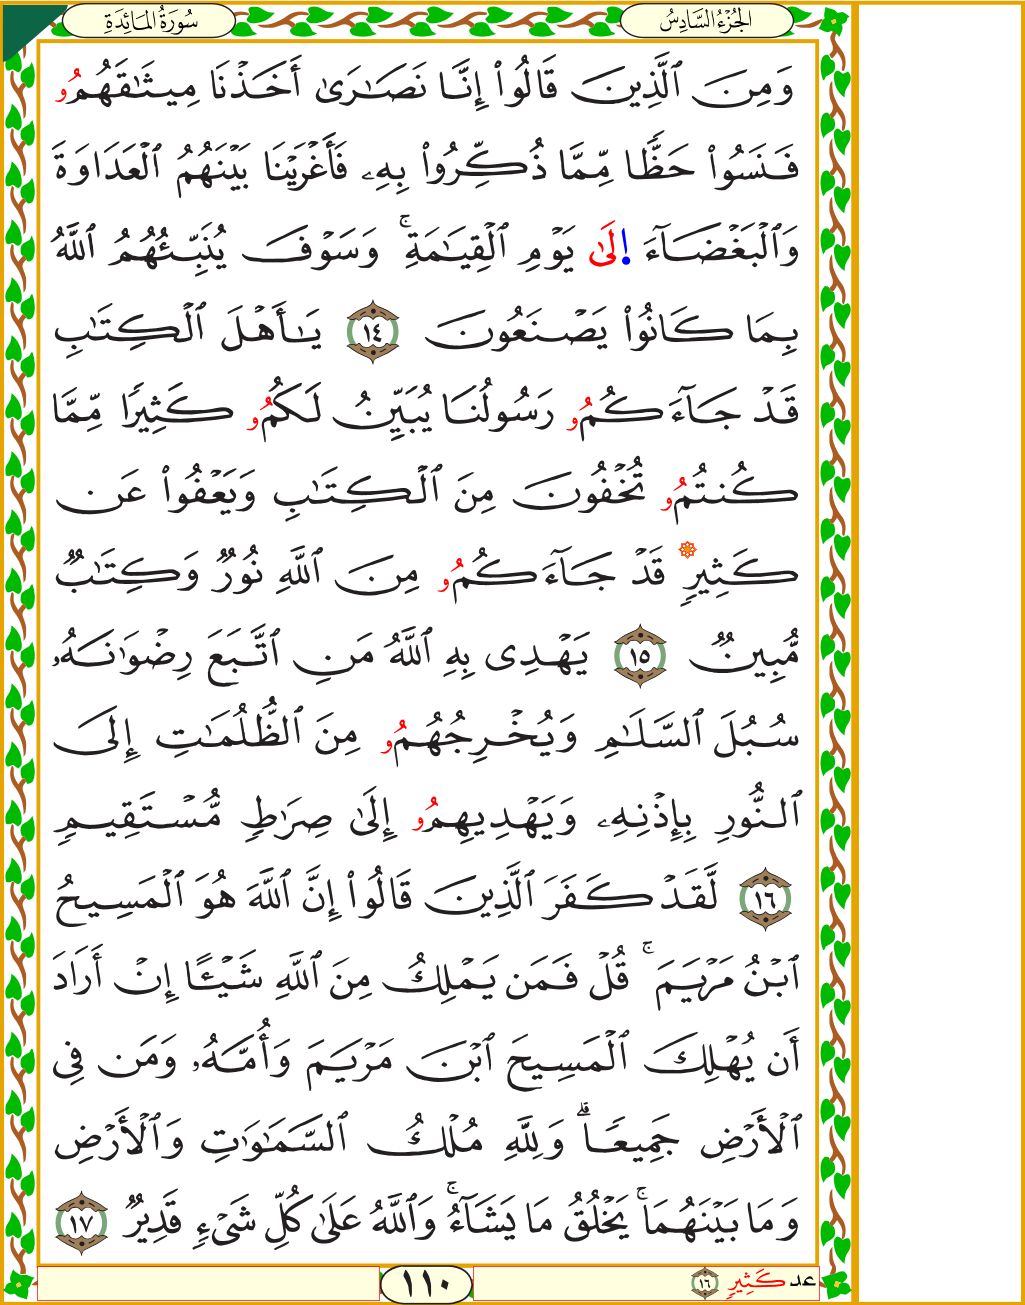 الجُزْءُ السَّادِسُ
سُورَةُ المَائِدَةِ
وَمِنَ ٱلَّذِينَ قَالُوٓاْ إِنَّا نَصَٰرَىٰٓ أَخَذْنَا مِيثَٰقَهُمُۥ
فَنَسُواْ حَظّٗا مِّمَّا ذُكِّرُواْ بِهِۦ فَأَغْرَيْنَا بَيْنَهُمُ ٱلْعَدَاوَةَ
وَٱلْبَغْضَآءَ اِ۪لَىٰ يَوْمِ ٱلْقِيَٰمَةِۚ وَسَوْفَ يُنَبِّئُهُمُ ٱللَّهُ
بِمَا كَانُواْ يَصْنَعُونَ ١٤ يَٰٓأَهْلَ ٱلْكِتَٰبِ
قَدْ جَآءَكُمُۥ رَسُولُنَا يُبَيِّنُ لَكُمُۥ كَثِيرٗا مِّمَّا
كُنتُمُۥ تُخْفُونَ مِنَ ٱلْكِتَٰبِ وَيَعْفُواْ عَن
كَثِيرٖ قَدْ جَآءَكُمُۥ مِنَ ٱللَّهِ نُورٞ وَكِتَٰبٞ
مُّبِينٞ ١٥ يَهْدِى بِهِ ٱللَّهُ مَنِ ٱتَّبَعَ رِضْوَٰنَهُۥ
سُبُلَ ٱلسَّلَٰمِ وَيُخْرِجُهُمُۥ مِنَ ٱلظُّلُمَٰتِ إِلَى
ٱلنُّورِ بِإِذْنِهِۦ وَيَهْدِيهِمُۥٓ إِلَىٰ صِرَٰطٖ مُّسْتَقِيمٖ
١٦ لَّقَدْ كَفَرَ ٱلَّذِينَ قَالُوٓاْ إِنَّ ٱللَّهَ هُوَ ٱلْمَسِيحُ
ٱبْنُ مَرْيَمَۚ قُلْ فَمَن يَمْلِكُ مِنَ ٱللَّهِ شَيْـًٔا إِنْ أَرَادَ
أَن يُهْلِكَ ٱلْمَسِيحَ ٱبْنَ مَرْيَمَ وَأُمَّهُۥ وَمَن فِى
ٱلْأَرْضِ جَمِيعٗاۗ وَلِلَّهِ مُلْكُ ٱلسَّمَٰوَٰتِ وَٱلْأَرْضِ
وَمَا بَيْنَهُمَاۚ يَخْلُقُ مَا يَشَآءُۚ وَٱللَّهُ عَلَىٰ كُلِّ شَىْءٖ قَدِيرٞ ١٧
عد كَثِيرٖ ١٦
١١٠